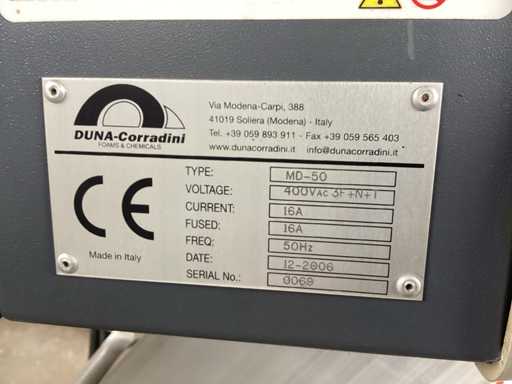 DUNA-Corradini
FOAMS & CHEMICALS
Via Modena-Carpi, 388
41019 Soliera (Modena) - Italy
Tel. +39 059 893 911 - Fax +39 059 565 403
www.dunacorradini.it info@dunacorradini.it
CE
Made in Italy
TYPE: MD-50
VOLTAGE: 400VAC 3F+N+T
CURRENT: 16A
FUSED: 16A
FREQ: 50Hz
DATE: 12-2006
SERIAL No.: 0068